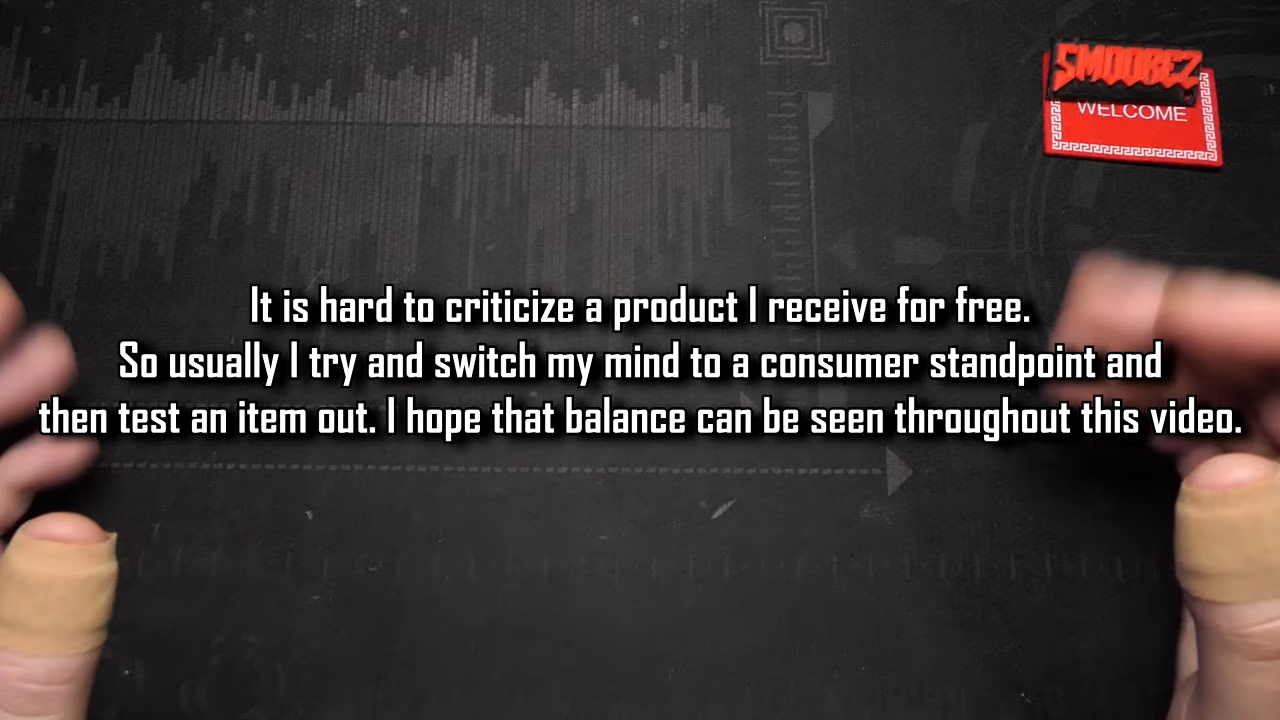 SMOOREZ
WELCOME
It is hard to criticize a product I receive for free.
So usually I try and switch my mind to a consumer standpoint and
then test an item out. I hope that balance can be seen throughout this video.